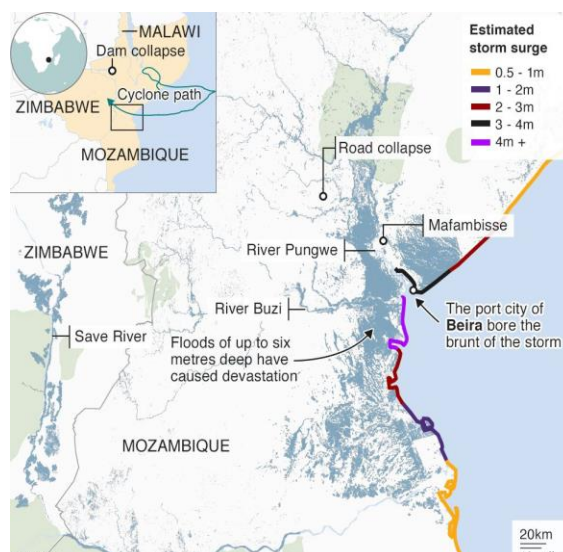 MALAWI
Dam collapse
Cyclone path
ZIMBABWE
MOZAMBIQUE
Estimated
storm surge
0.5 - 1m
1 - 2m
2 - 3m
3 - 4m
4m +
Road collapse
Mafambisse
ZIMBABWE
River Pungwe
River Buzi
The port city of
Beira bore the
brunt of the storm
Save River
Floods of up to six
metres deep have
caused devastation
MOZAMBIQUE
20km